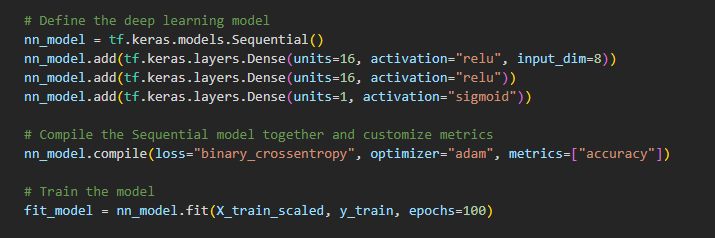 # Define the deep learning model
nn_model = tf.keras.models.Sequential()
nn_model.add(tf.keras.layers.Dense(units=16, activation="relu", input_dim=8))
nn_model.add(tf.keras.layers.Dense(units=16, activation="relu"))
nn_model.add(tf.keras.layers.Dense(units=1, activation="sigmoid"))
# Compile the Sequential model together and customize metrics
nn_model.compile(loss="binary_crossentropy", optimizer="adam", metrics=["accuracy"])
# Train the model
fit_model = nn_model.fit(X_train_scaled, y_train, epochs=100)